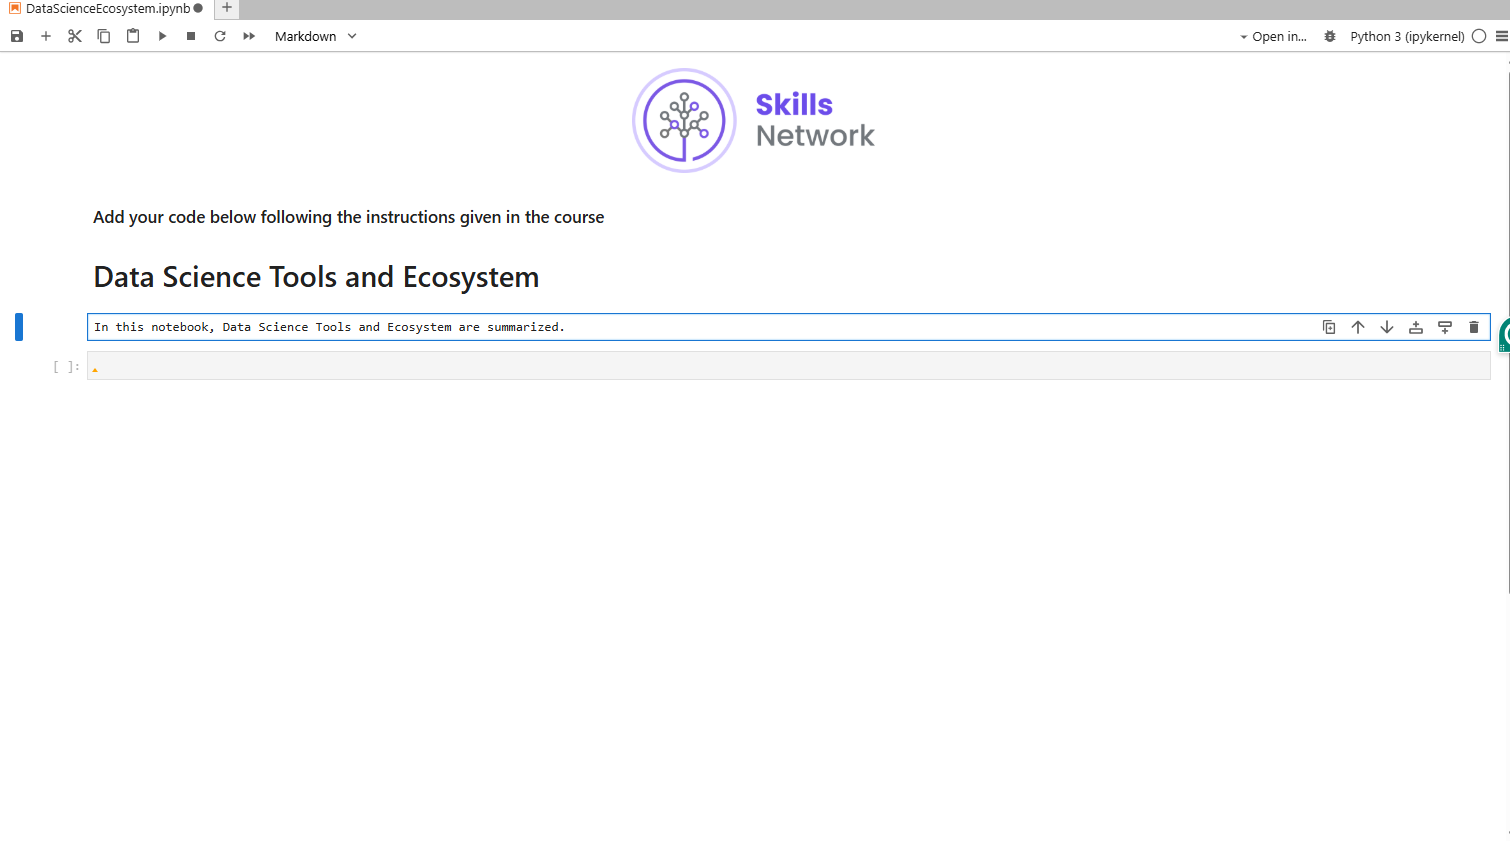 DataScienceEcosystem.ipynb
Markdown
Open in...
Python 3 (ipykernel)
Skills
Network
Add your code below following the instructions given in the course
Data Science Tools and Ecosystem
In this notebook, Data Science Tools and Ecosystem are summarized.
[ ]: